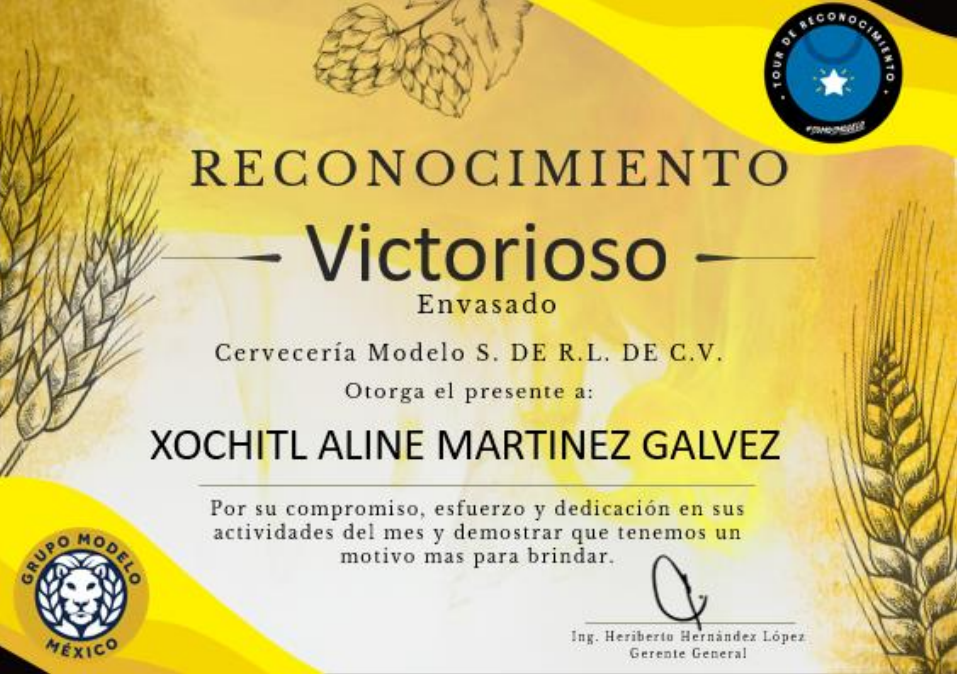 TOUR DE RECONOCIMIENTO
#SOMOSMODELO
RECONOCIMIENTO
Victorioso
Envasado
Cervecería Modelo S. DE R.L. DE C.V.
Otorga el presente a:
XOCHITL ALINE MARTINEZ GALVEZ
Por su compromiso, esfuerzo y dedicación en sus
actividades del mes y demostrar que tenemos un
motivo mas para brindar.
GRUPO MODELO
MÉXICO
Ing. Heriberto Hernández López
Gerente General